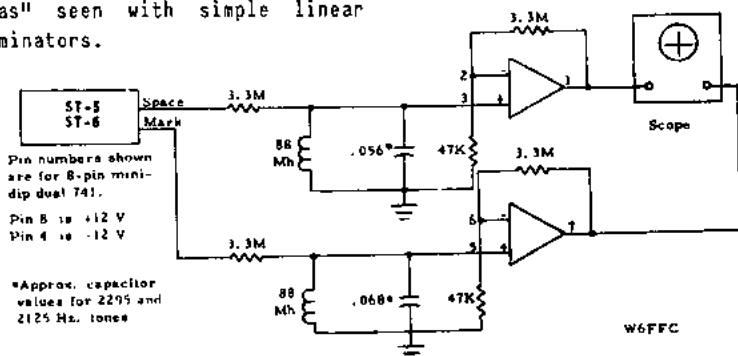 as" seen with simple linear
minators.
3.3M
ST-5
ST-6
Space
Mark
3.3M
2
-
3
+
1
Scope
88
Mh
.056*
47K
3.3M
Pin numbers shown
are for 8-pin mini-
dip dual 741.
Pin 8 is +12 V
Pin 4 is -12 V
3.3M
6
-
5
+
7
*Approx. capacitor
values for 2295 and
2125 Hz. tones
88
Mh
.068*
47K
W6FFC